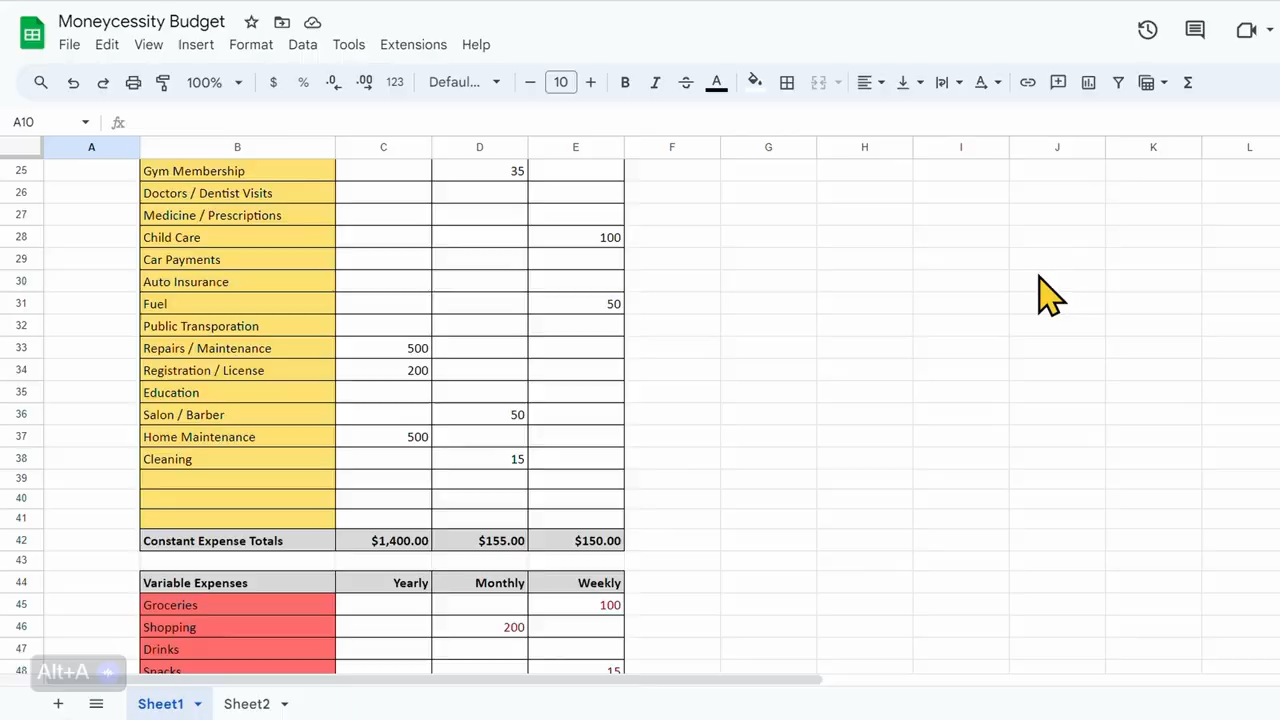 Moneycessity Budget
File Edit View Insert Format Data Tools Extensions Help
100% $ % .0 .00 123 Defaul... − 10 + B I S A Σ
A10 fx
A B C D E F G H I J K L
25 Gym Membership 35
26 Doctors / Dentist Visits
27 Medicine / Prescriptions
28 Child Care 100
29 Car Payments
30 Auto Insurance
31 Fuel 50
32 Public Transporation
33 Repairs / Maintenance 500
34 Registration / License 200
35 Education
36 Salon / Barber 50
37 Home Maintenance 500
38 Cleaning 15
39
40
41
42 Constant Expense Totals $1,400.00 $155.00 $150.00
43
44 Variable Expenses Yearly Monthly Weekly
45 Groceries 100
46 Shopping 200
47 Drinks
48 Snacks 15
Alt+A
+ Sheet1 Sheet2